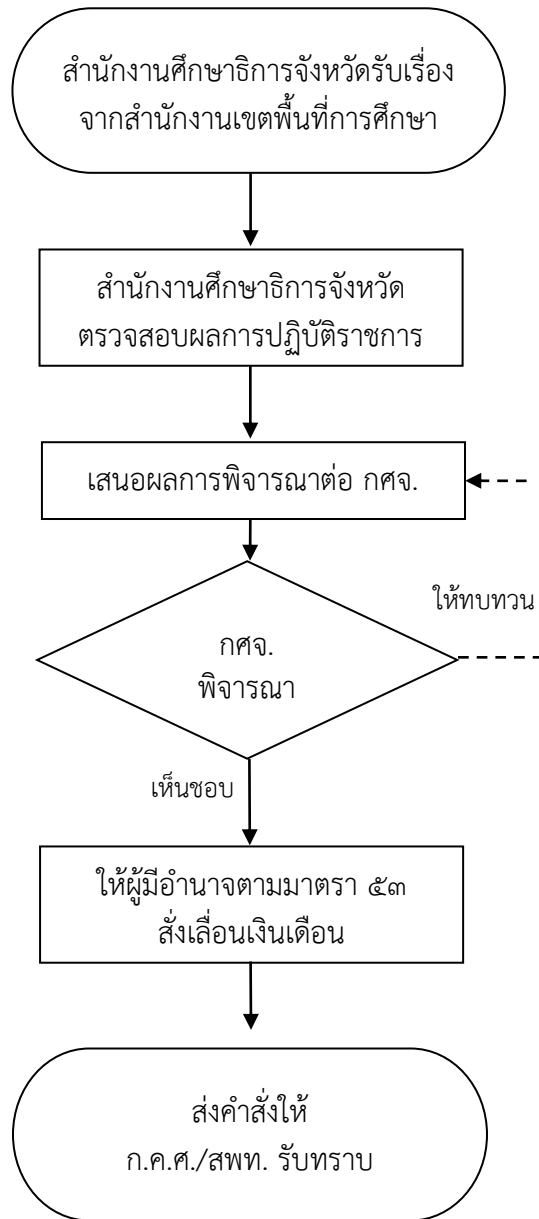 สำนักงานศึกษาธิการจังหวัดรับเรื่อง
จากสำนักงานเขตพื้นที่การศึกษา
สำนักงานศึกษาธิการจังหวัด
ตรวจสอบผลการปฏิบัติราชการ
เสนอผลการพิจารณาต่อ กศจ.
ให้ทบทวน
กศจ.
พิจารณา
เห็นชอบ
ให้ผู้มีอำนาจตามมาตรา ๕๓
สั่งเลื่อนเงินเดือน
ส่งคำสั่งให้
ก.ค.ศ./สพท. รับทราบ